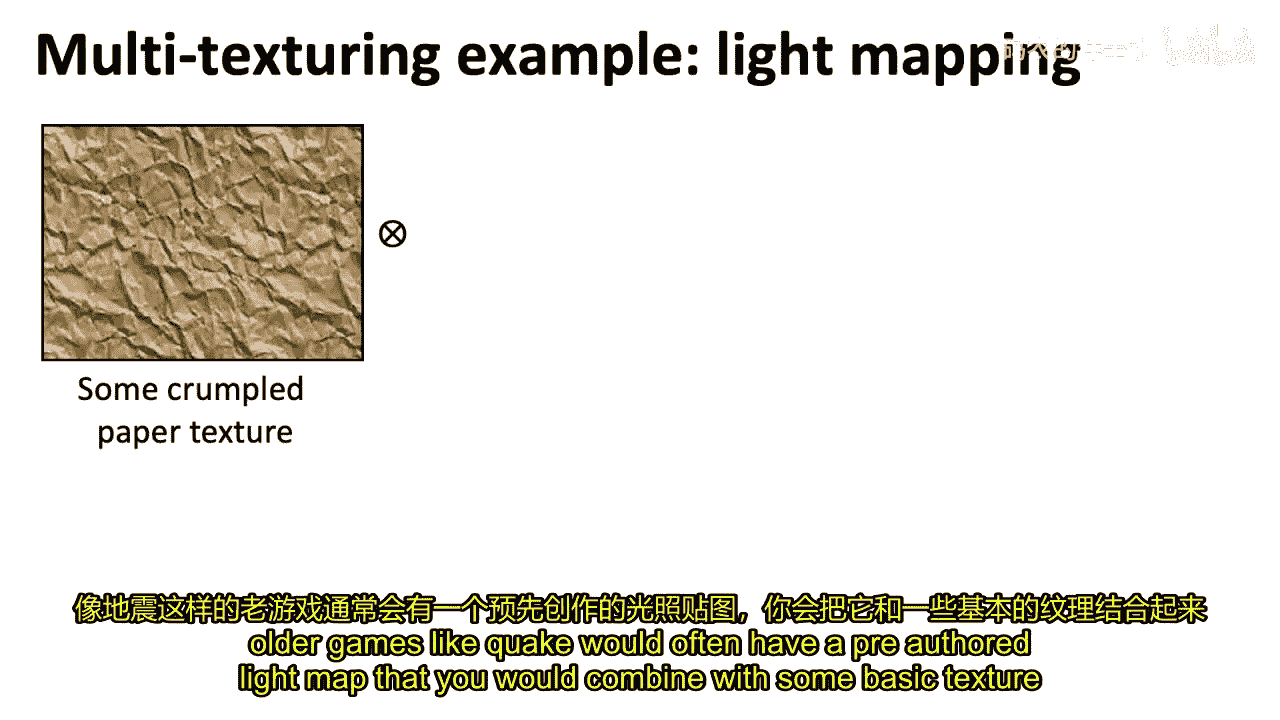 Multi-texturing example: light mapping
⊗
Some crumpled
paper texture
像地震这样的老游戏通常会有一个预先创作的光照贴图，你会把它和一些基本的纹理结合起来
older games like quake would often have a pre authored
light map that you would combine with some basic texture